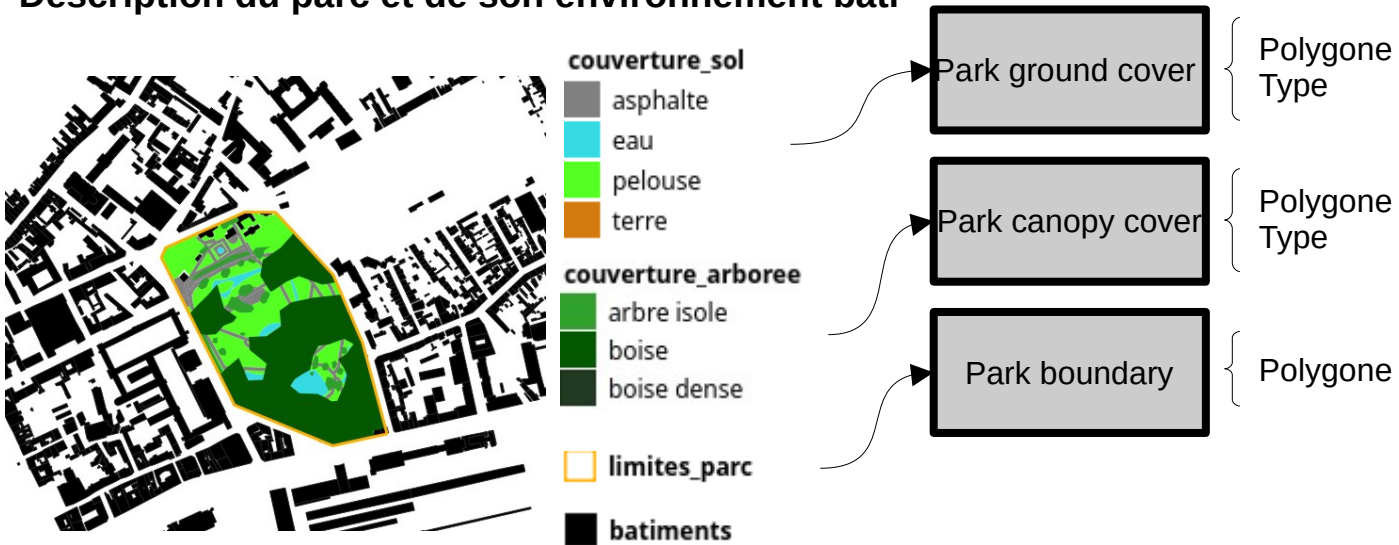 Description du parc et de son environnement bâti
couverture_sol
asphalte
eau
pelouse
terre
couverture_arboree
arbre isole
boise
boise dense
limites_parc
batiments
Park ground cover
Polygone
Type
Park canopy cover
Polygone
Type
Park boundary
Polygone